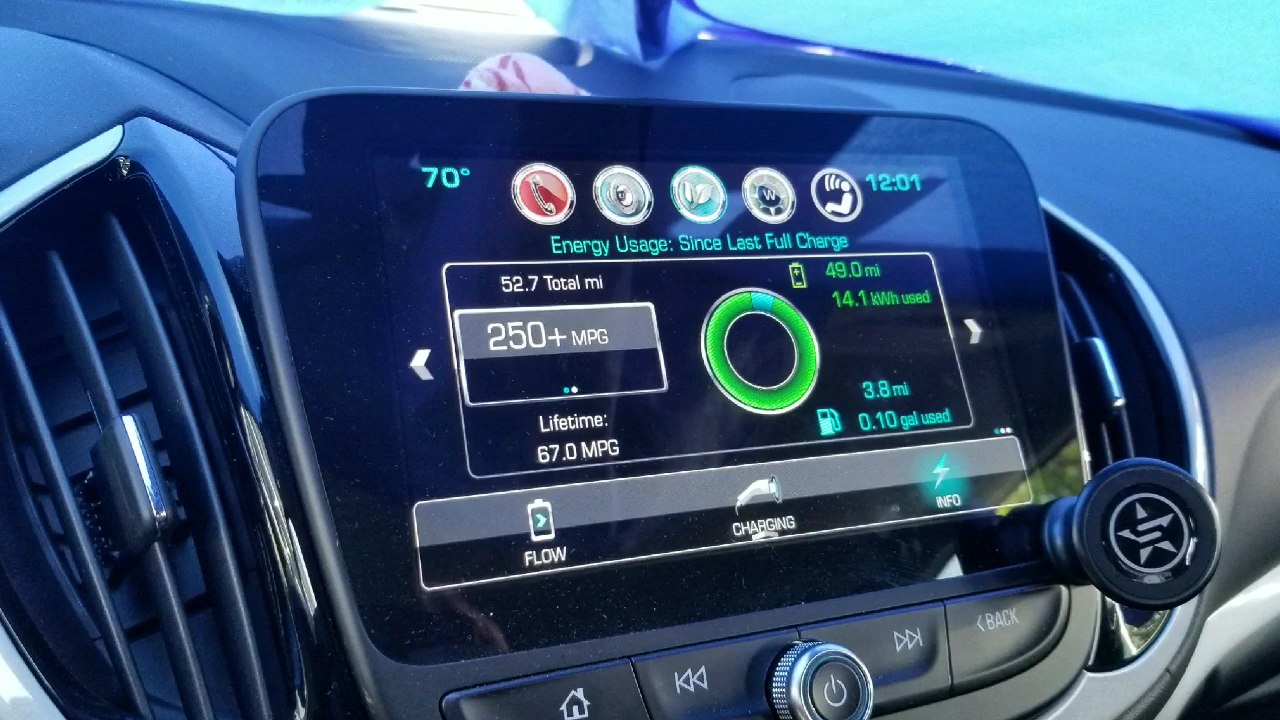 70°
W
12:01
Energy Usage: Since Last Full Charge
52.7 Total mi
49.0 mi
14.1 kWh used
250+ MPG
3.8 mi
0.10 gal used
Lifetime:
67.0 MPG
FLOW
CHARGING
INFO
BACK